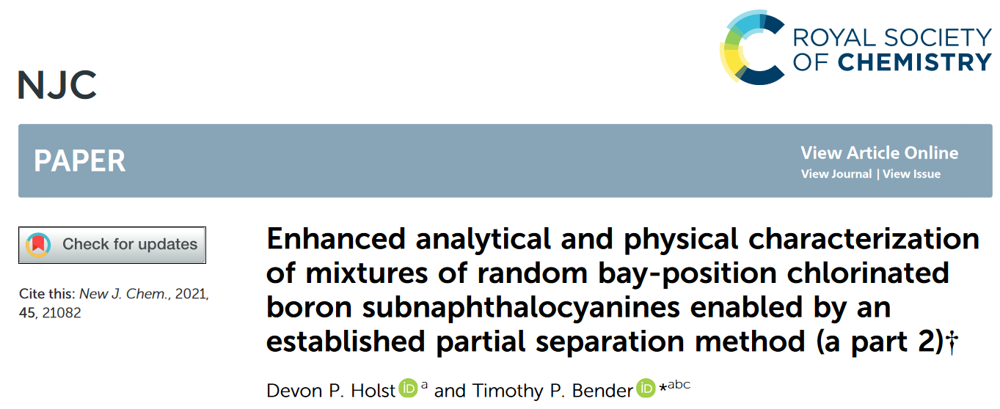 ROYAL SOCIETY
OF CHEMISTRY
NJC
PAPER
View Article Online
View Journal | View Issue
Check for updates
Cite this: New J. Chem., 2021,
45, 21082
Enhanced analytical and physical characterization
of mixtures of random bay-position chlorinated
boron subnaphthalocyanines enabled by an
established partial separation method (a part 2)†
Devon P. Holst iD a and Timothy P. Bender iD *abc